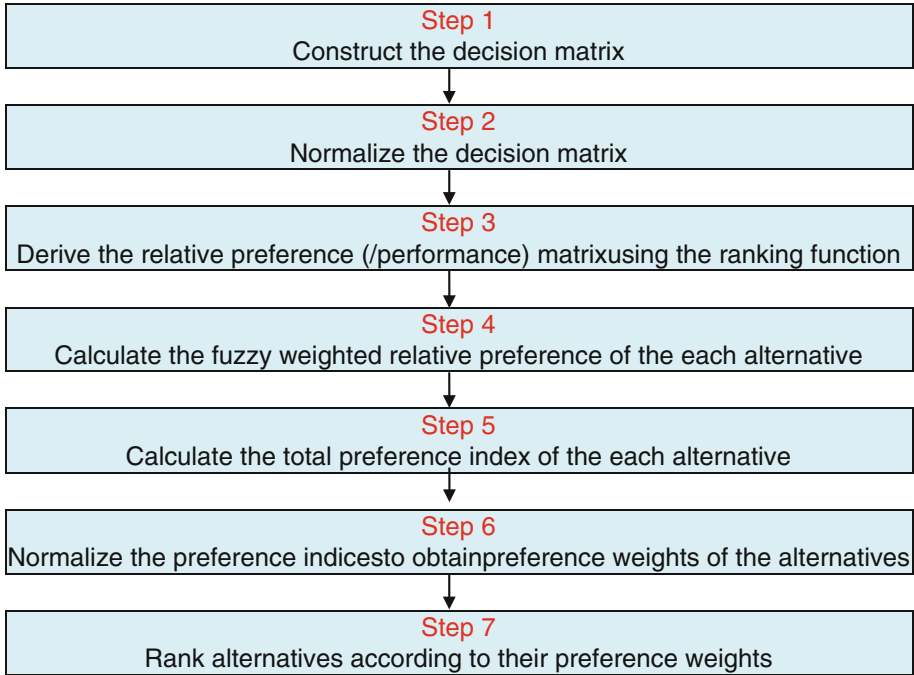 Step 1
Construct the decision matrix
Step 2
Normalize the decision matrix
Step 3
Derive the relative preference (/performance) matrixusing the ranking function
Step 4
Calculate the fuzzy weighted relative preference of the each alternative
Step 5
Calculate the total preference index of the each alternative
Step 6
Normalize the preference indicesto obtainpreference weights of the alternatives
Step 7
Rank alternatives according to their preference weights